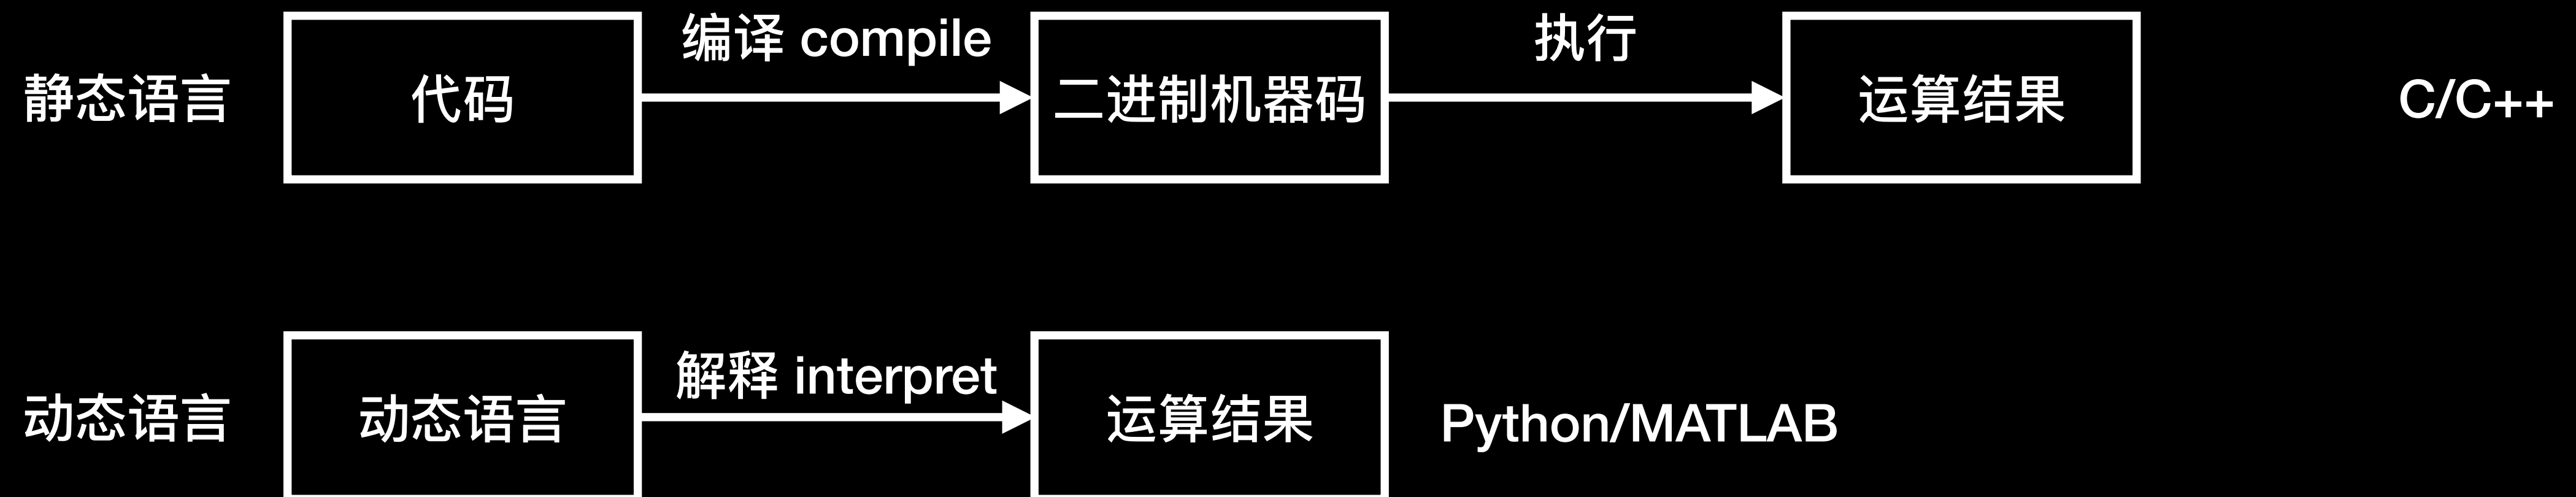 静态语言
代码
编译 compile
二进制机器码
执行
运算结果
C/C++
动态语言
动态语言
解释 interpret
运算结果
Python/MATLAB